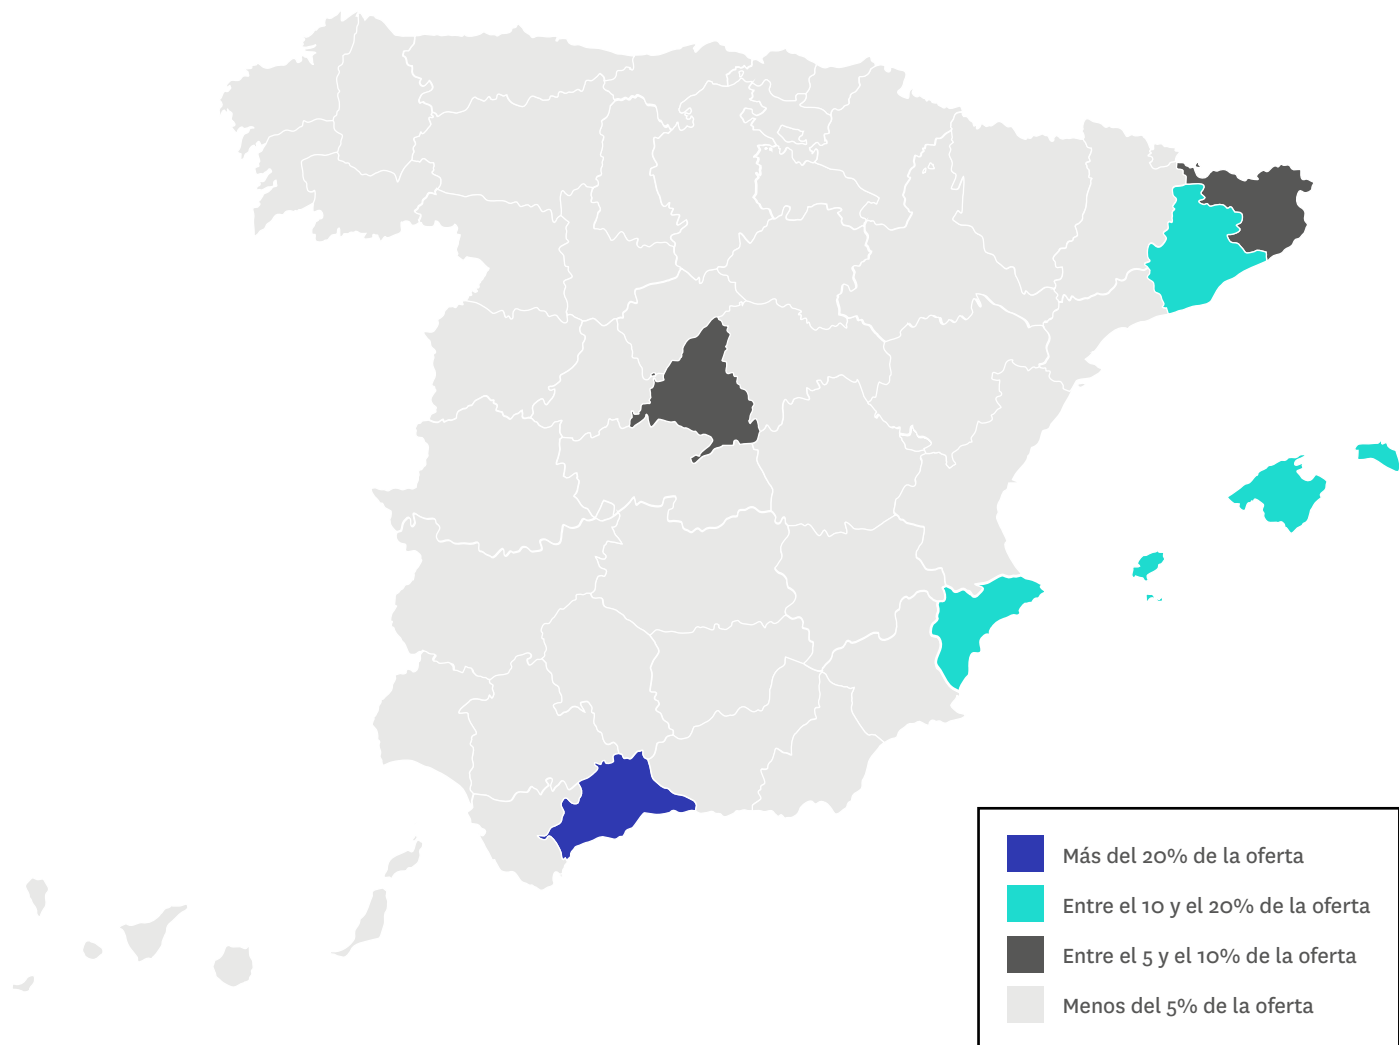 Más del 20% de la oferta
Entre el 10 y el 20% de la oferta
Entre el 5 y el 10% de la oferta
Menos del 5% de la oferta